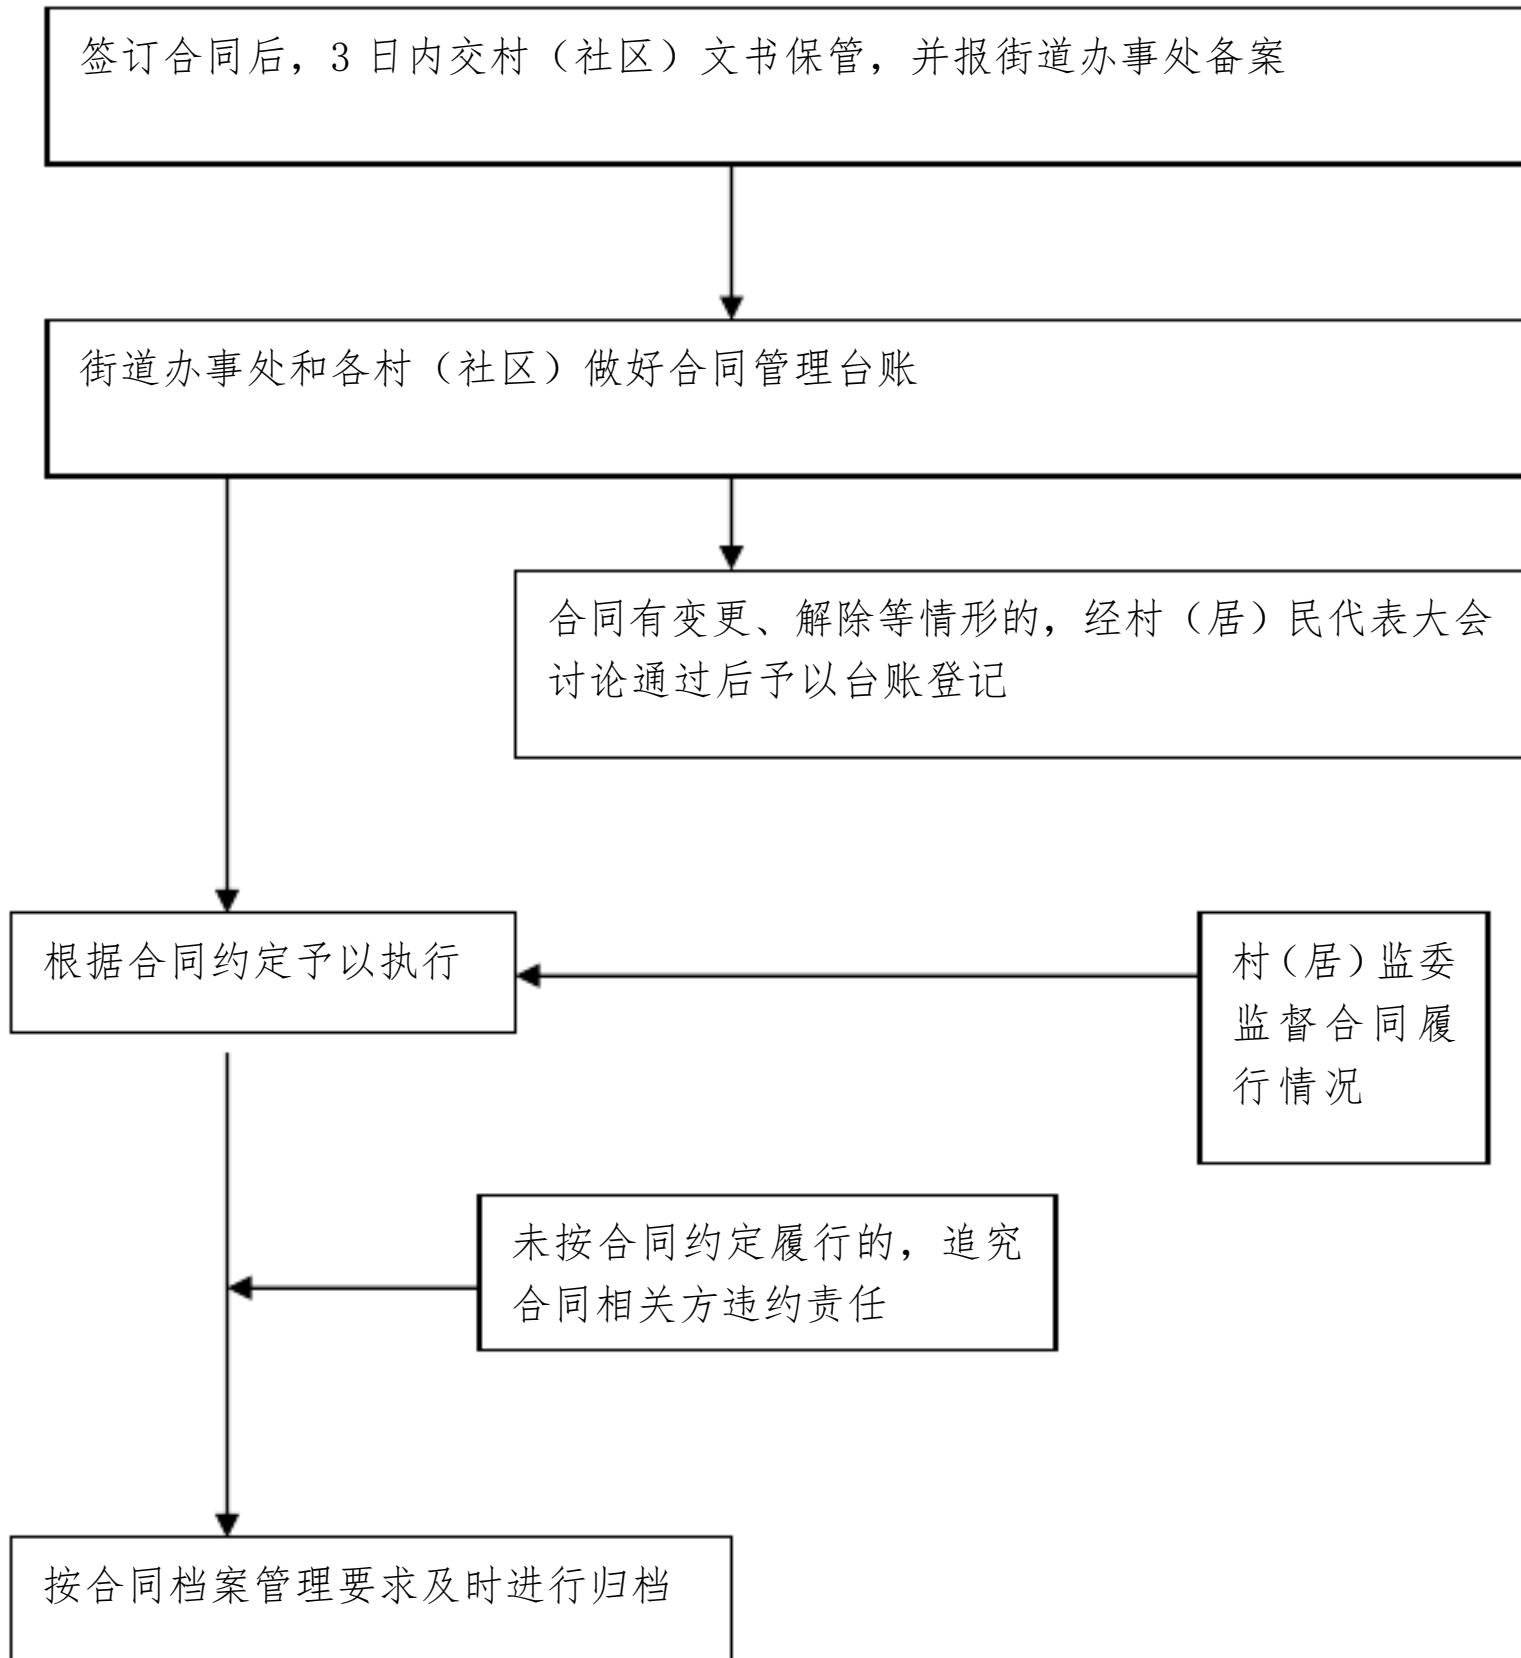 签订合同后，3 日内交村（社区）文书保管，并报街道办事处备案
街道办事处和各村（社区）做好合同管理台账
合同有变更、解除等情形的，经村（居）民代表大会
讨论通过后予以台账登记
根据合同约定予以执行
村（居）监委
监督合同履
行情况
未按合同约定履行的，追究
合同相关方违约责任
按合同档案管理要求及时进行归档